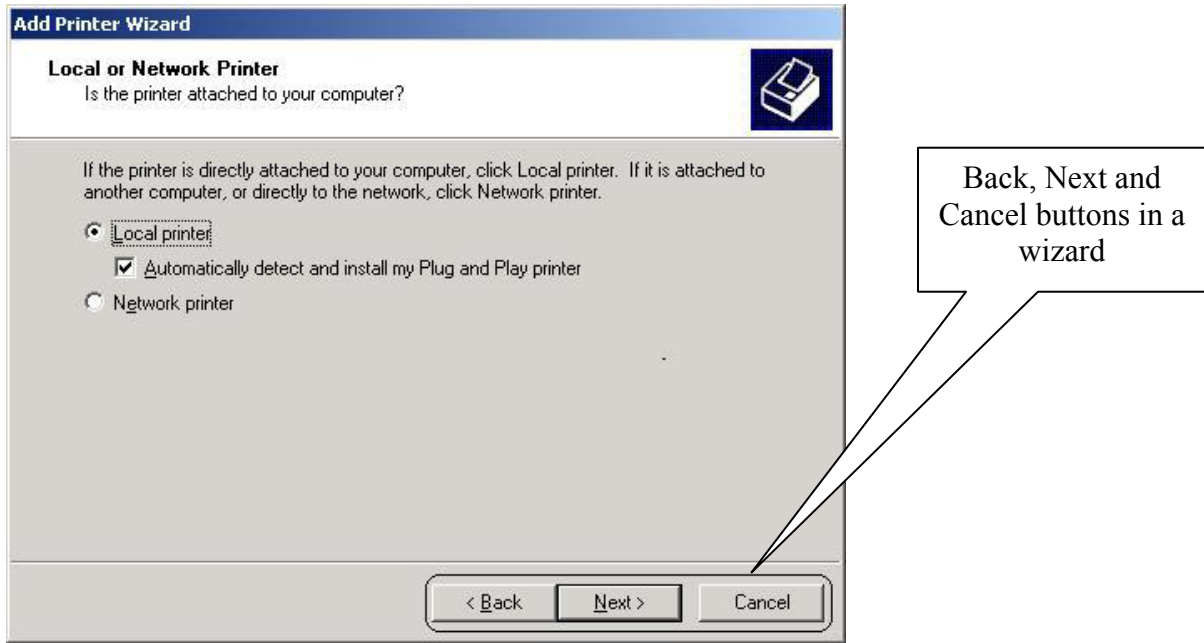 Add Printer Wizard
Local or Network Printer
Is the printer attached to your computer?
If the printer is directly attached to your computer, click Local printer. If it is attached to
another computer, or directly to the network, click Network printer.
Local printer
Automatically detect and install my Plug and Play printer
Network printer
Back, Next and
Cancel buttons in a
wizard
< Back
Next >
Cancel